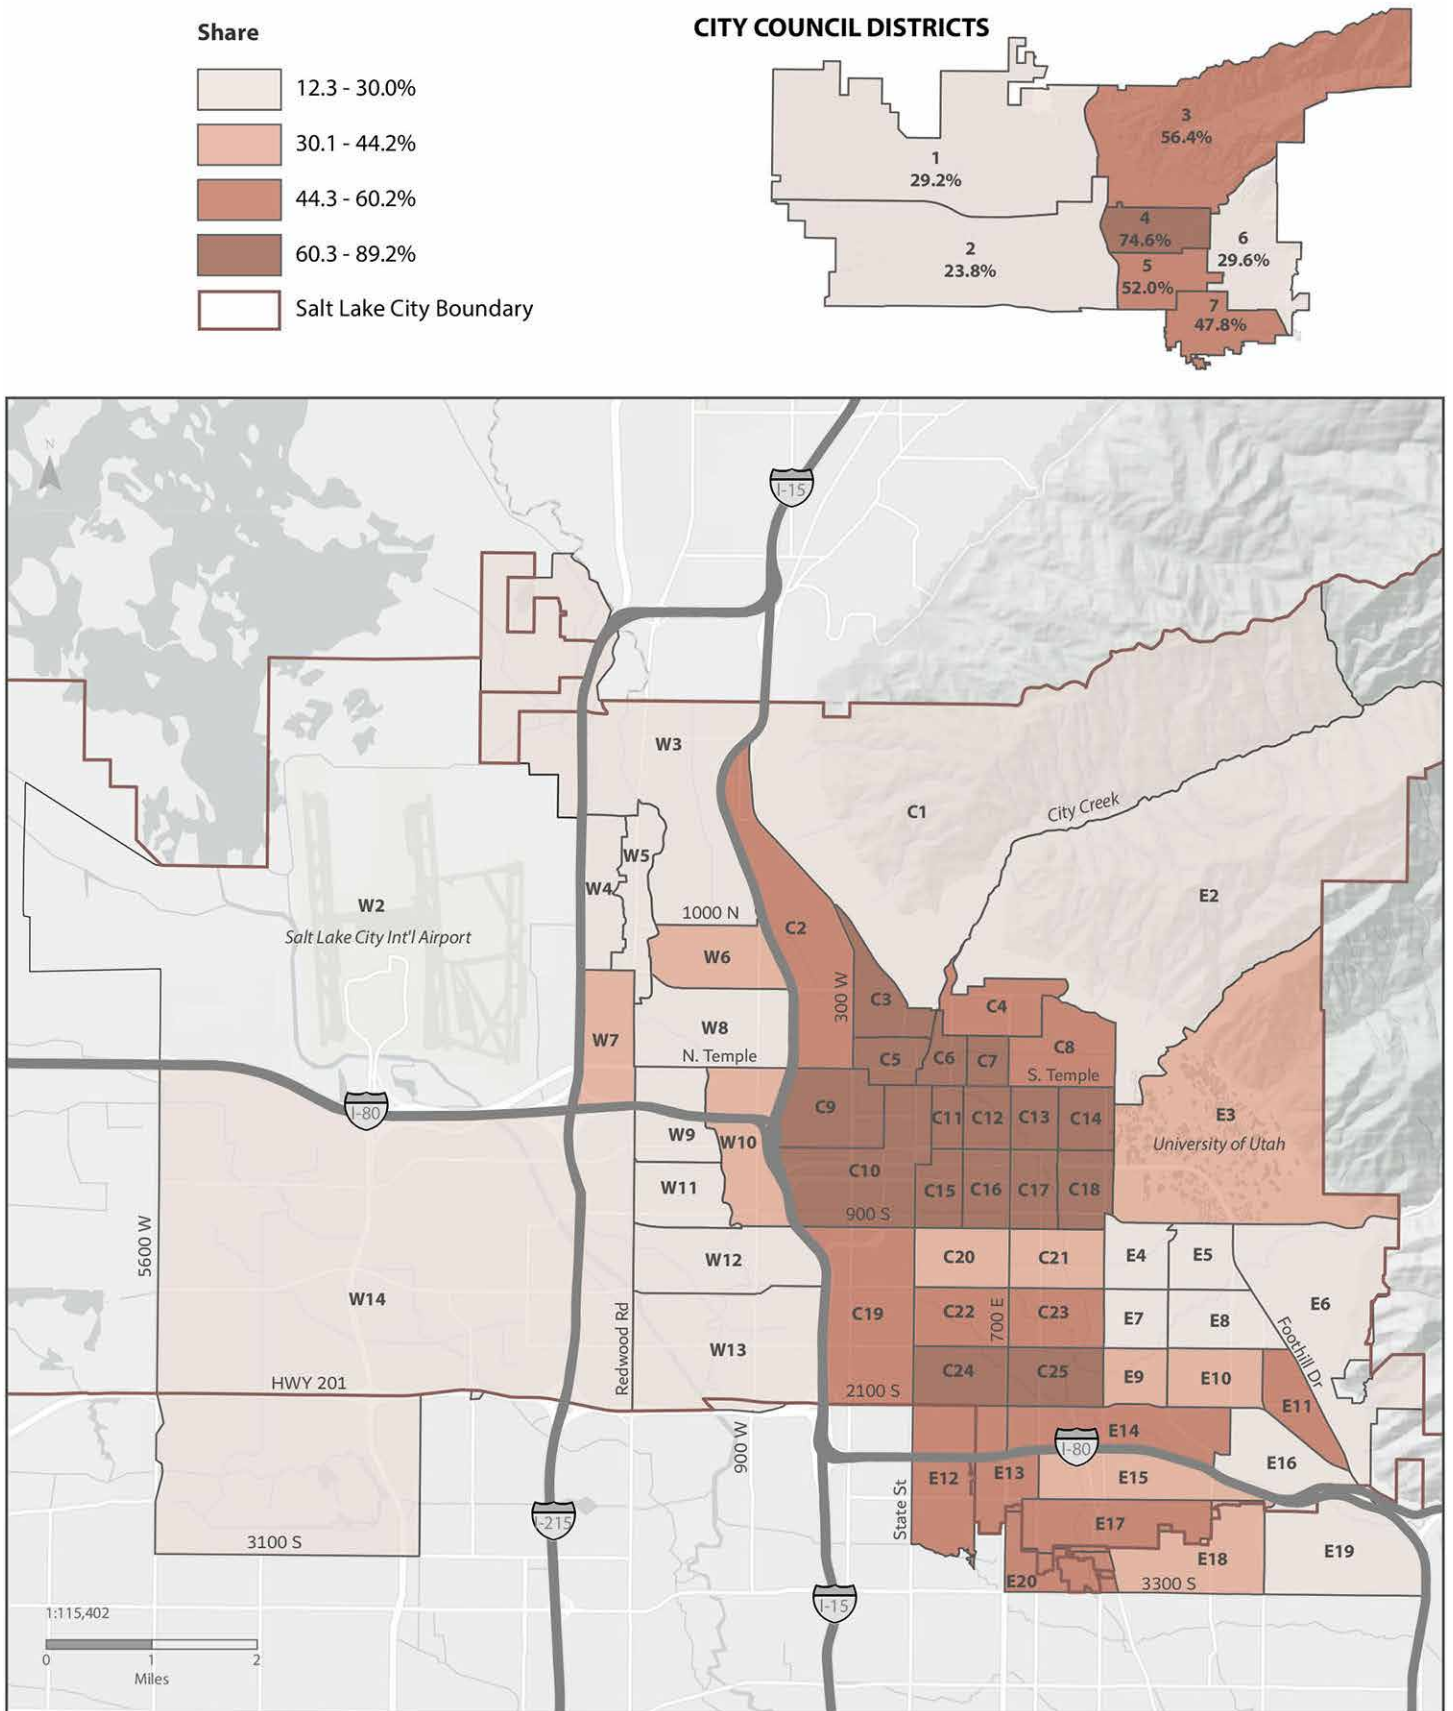 Share
12.3 - 30.0%
30.1 - 44.2%
44.3 - 60.2%
60.3 - 89.2%
Salt Lake City Boundary
CITY COUNCIL DISTRICTS
3
56.4%
1
29.2%
4
74.6%
6
29.6%
2
23.8%
5
52.0%
7
47.8%
N
I-15
W3
C1
City Creek
W5
W4
E2
W2
Salt Lake City Int'l Airport
1000 N
C2
W6
C3
300 W
C4
W8
W7
C8
N. Temple
C5
C6
C7
S. Temple
I-80
C9
C11
C12
C13
C14
E3
University of Utah
W9
W10
C10
W11
C15
C16
C17
C18
900 S
5600 W
W12
C20
C21
E4
E5
W14
C19
C22
700 E
C23
E7
E8
E6
Redwood Rd
W13
Foothill Dr
HWY 201
2100 S
C24
C25
E9
E10
E11
900 W
E14
I-80
E12
E13
E15
E16
State St
I-215
E17
3100 S
E18
E19
E20
3300 S
I-15
1:115,402
0 1 2
Miles